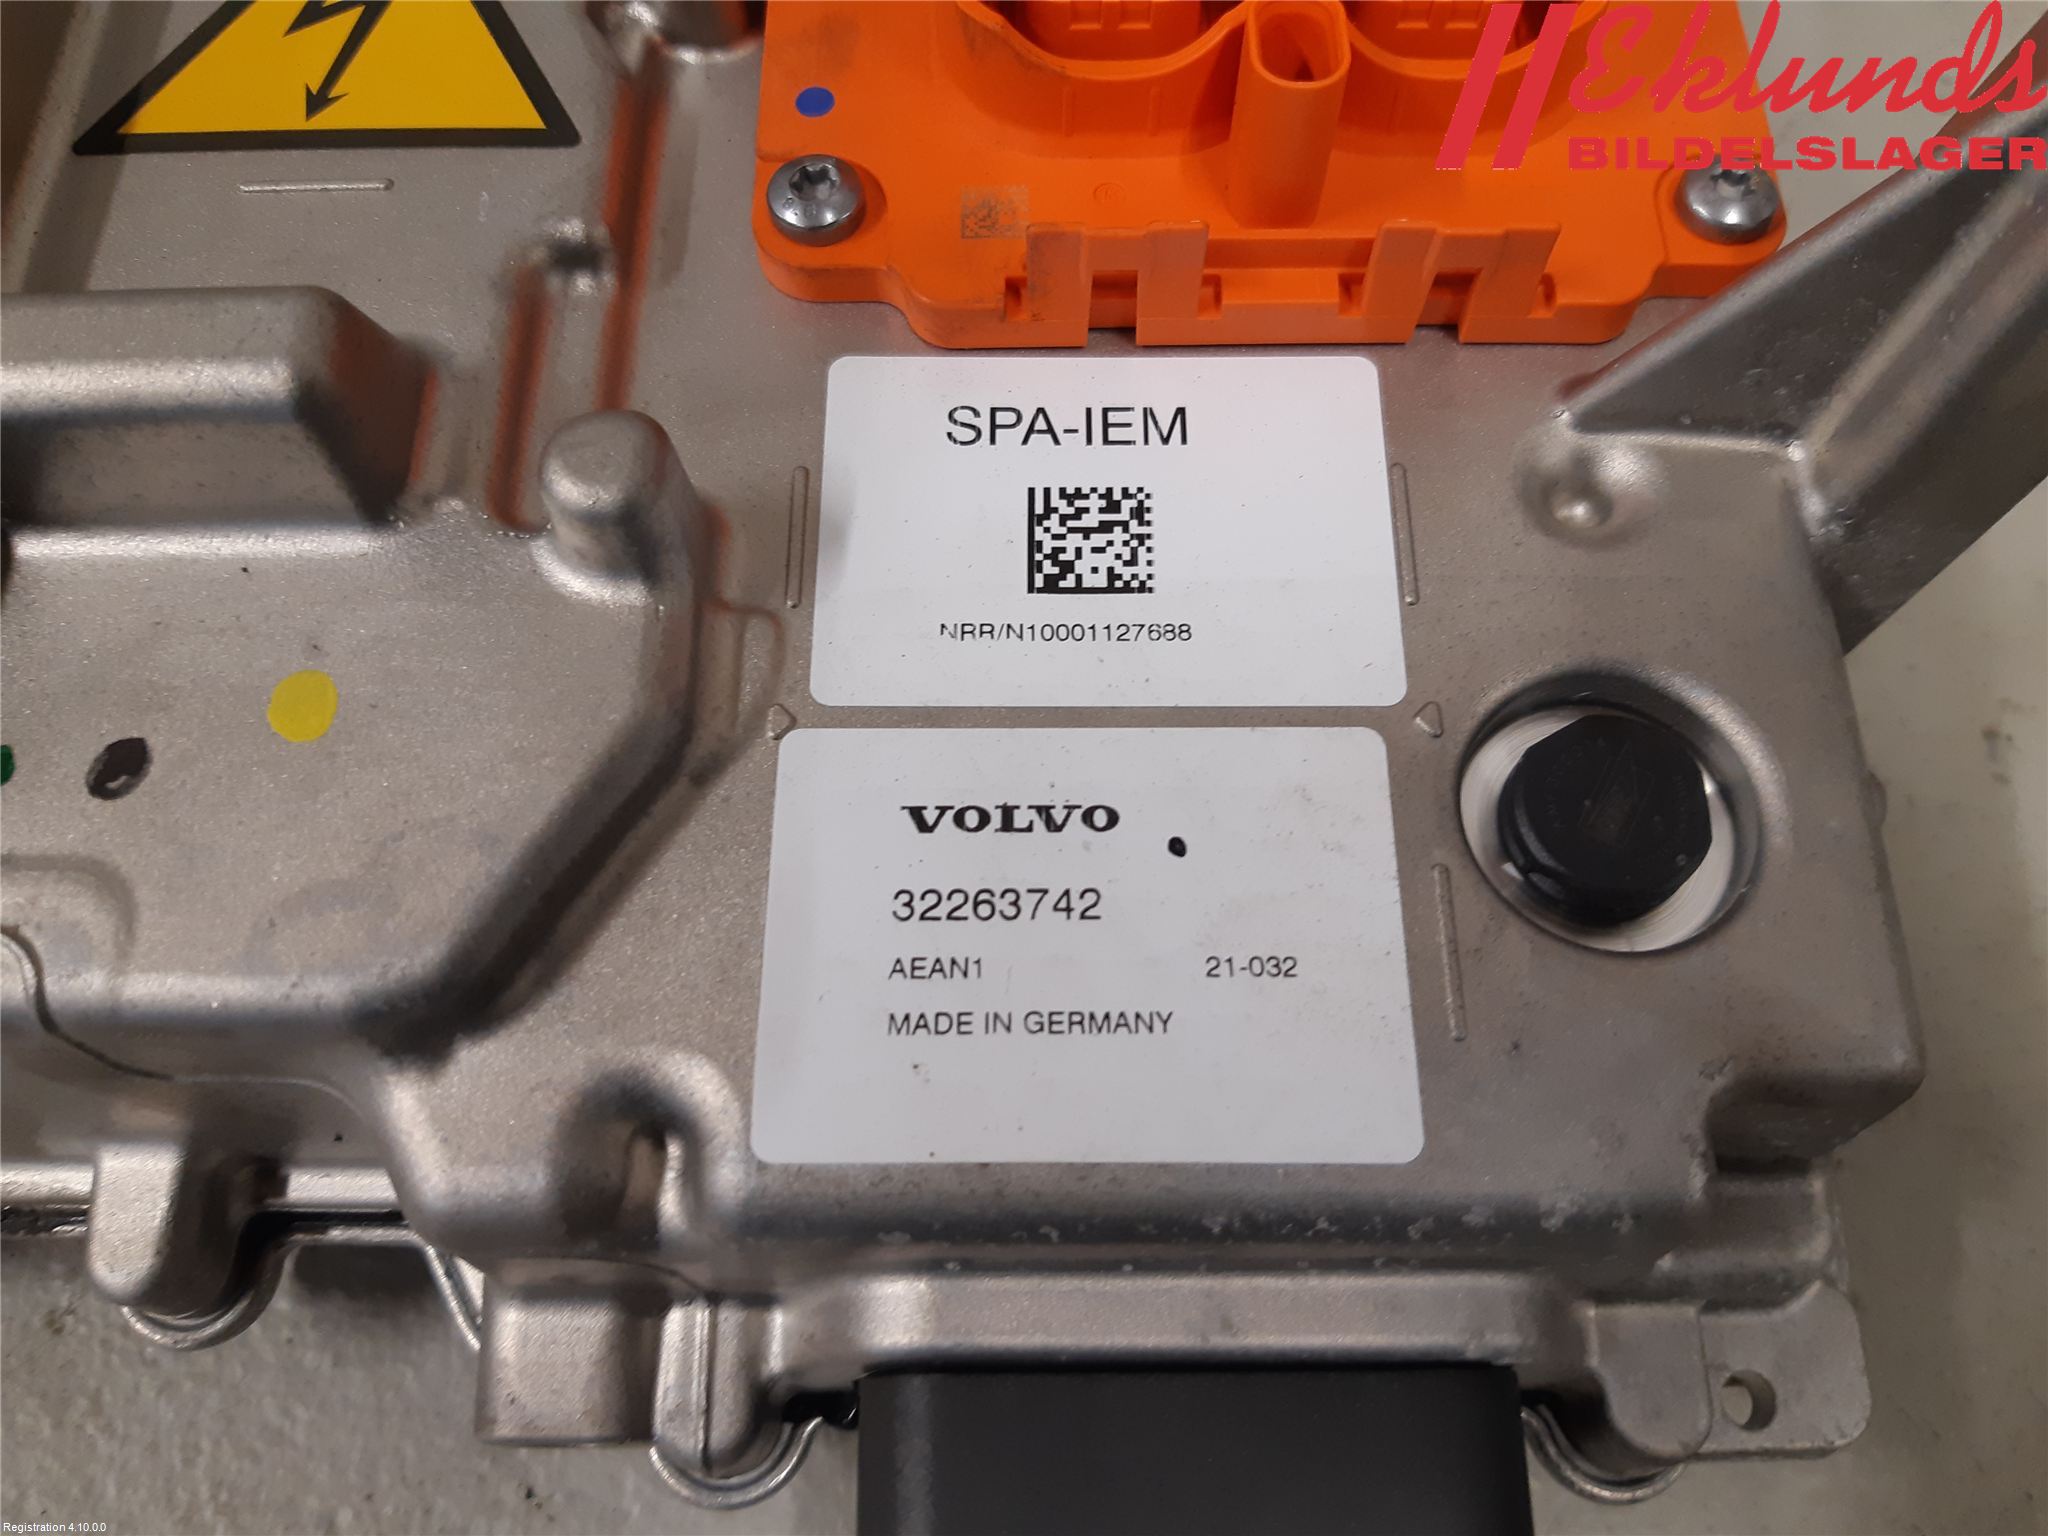 Eklunds
BILDELSLAGER
SPA-IEM
NRR/N10001127688
VOLVO
32263742
AEAN1 21-032
MADE IN GERMANY
Registration 4.10.0.0